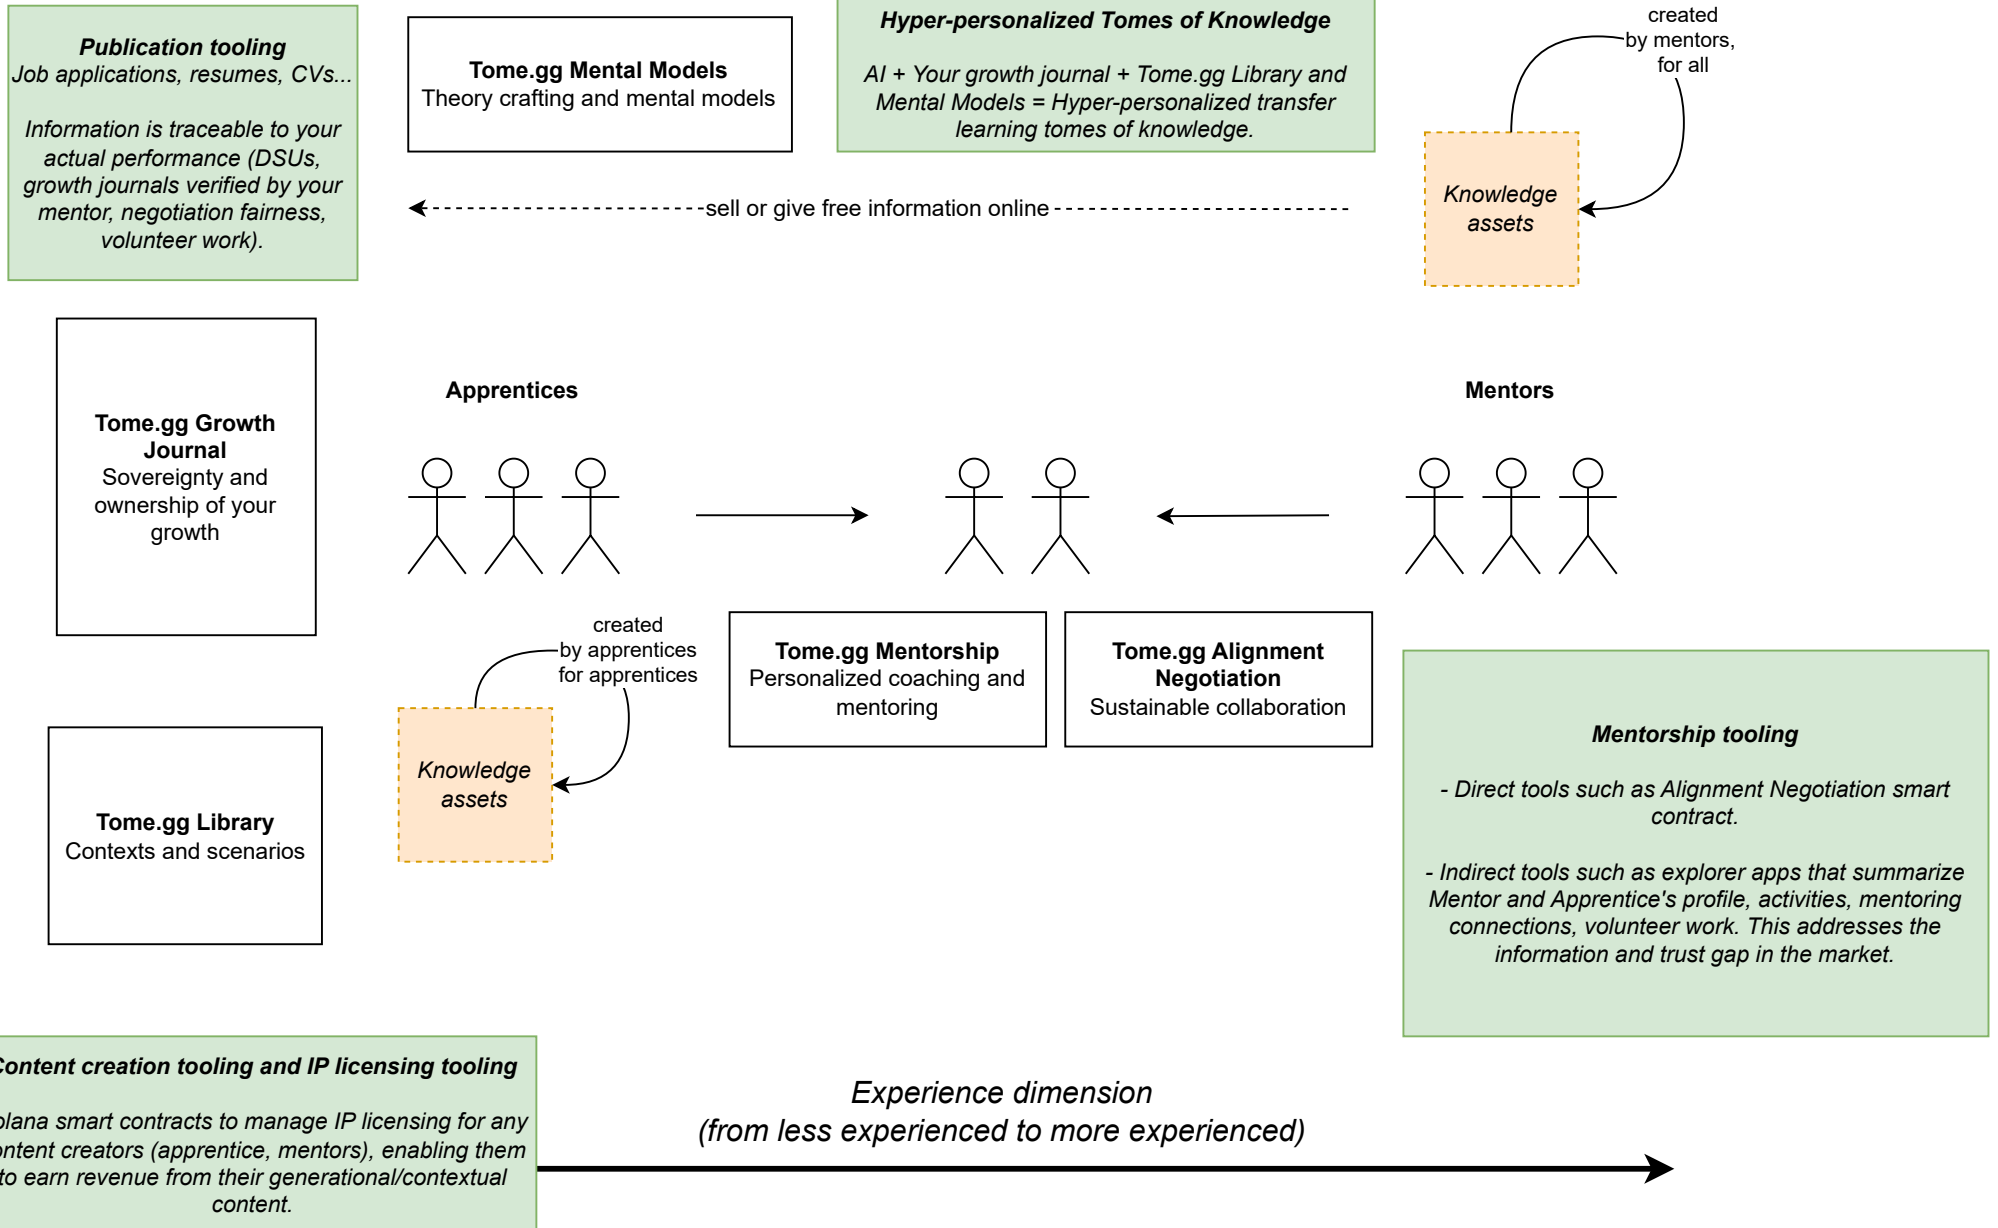 Publication tooling
Job applications, resumes, CVs...
Information is traceable to your
actual performance (DSUs,
growth journals verified by your
mentor, negotiation fairness,
volunteer work).
Tome.gg Mental Models
Theory crafting and mental models
Hyper-personalized Tomes of Knowledge
AI + Your growth journal + Tome.gg Library and
Mental Models = Hyper-personalized transfer
learning tomes of knowledge.
created
by mentors,
for all
Knowledge
assets
sell or give free information online
Tome.gg Growth
Journal
Sovereignty and
ownership of your
growth
Apprentices
Mentors
created
by apprentices
for apprentices
Knowledge
assets
Tome.gg Mentorship
Personalized coaching and
mentoring
Tome.gg Alignment
Negotiation
Sustainable collaboration
Tome.gg Library
Contexts and scenarios
Mentorship tooling
- Direct tools such as Alignment Negotiation smart
contract.
- Indirect tools such as explorer apps that summarize
Mentor and Apprentice's profile, activities, mentoring
connections, volunteer work. This addresses the
information and trust gap in the market.
Content creation tooling and IP licensing tooling
olana smart contracts to manage IP licensing for any
ontent creators (apprentice, mentors), enabling them
to earn revenue from their generational/contextual
content.
Experience dimension
(from less experienced to more experienced)